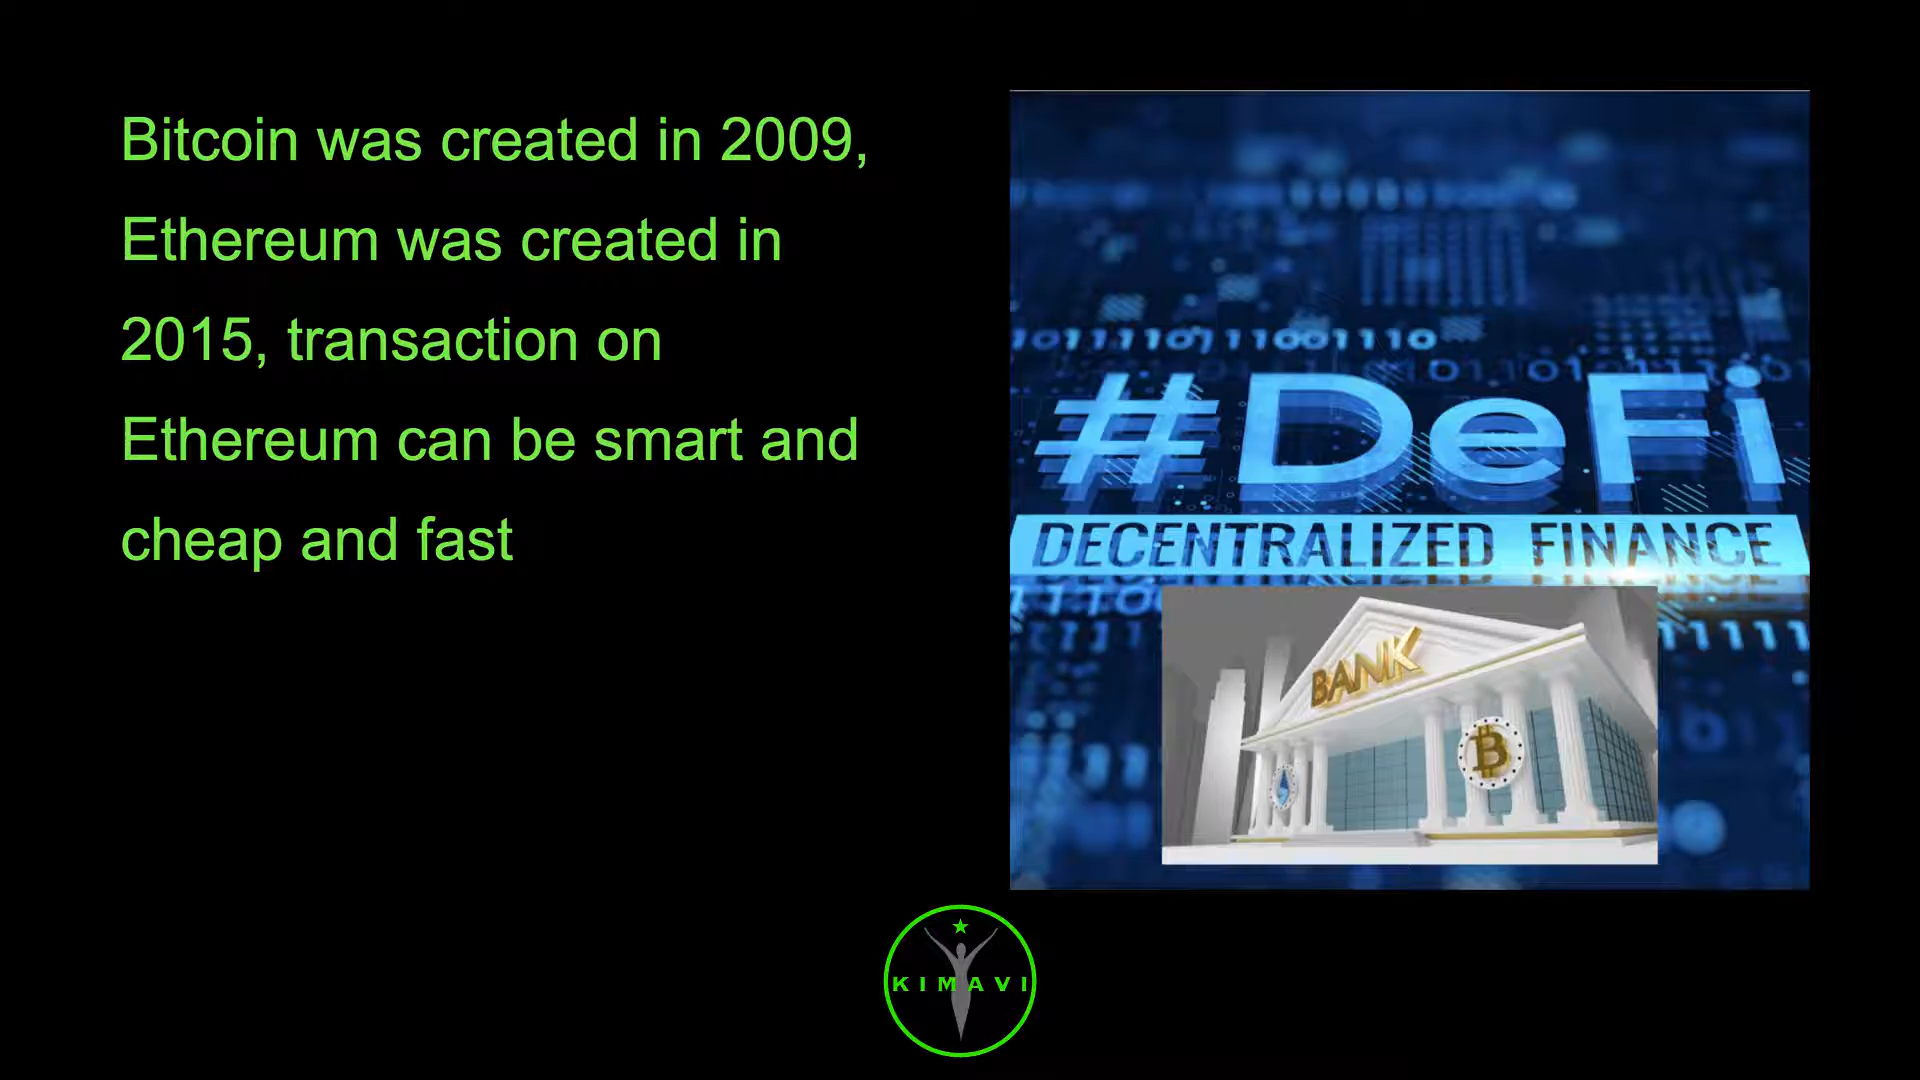 Bitcoin was created in 2009,
Ethereum was created in
2015, transaction on
Ethereum can be smart and
cheap and fast
#DeFi
DECENTRALIZED FINANCE
BANK
KIMAVI